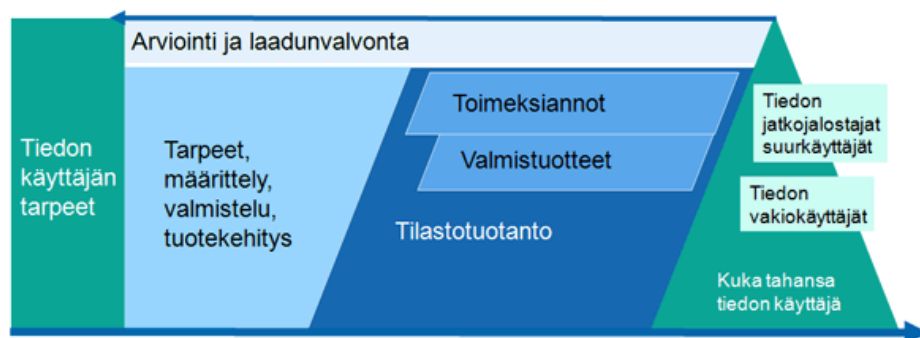 Arviointi ja laadunvalvonta
Tiedon
käyttäjän
tarpeet
Tarpeet,
määrittely,
valmistelu,
tuotekehitys
Toimeksiannot
Valmistuotteet
Tilastotuotanto
Tiedon
jatkojalostajat
suurkäyttäjät
Tiedon
vakiokäyttäjät
Kuka tahansa
tiedon käyttäjä